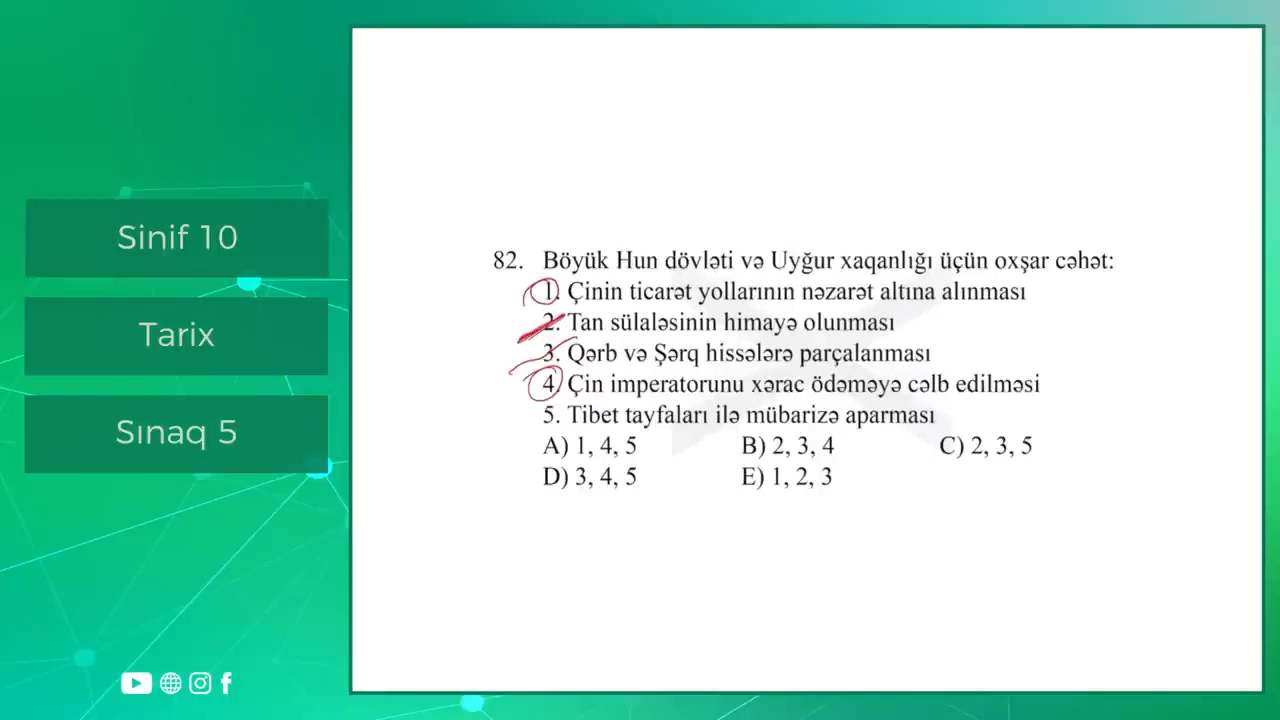 Sinif 10
Tarix
Sınaq 5
82. Böyük Hun dövləti və Uyğur xaqanlığı üçün oxşar cəhət:
1. Çinin ticarət yollarının nəzarət altına alınması
2. Tan sülaləsinin himayə olunması
3. Qərb və Şərq hissələrə parçalanması
4. Çin imperatorunu xərac ödəməyə cəlb edilməsi
5. Tibet tayfaları ilə mübarizə aparması
A) 1, 4, 5 B) 2, 3, 4 C) 2, 3, 5
D) 3, 4, 5 E) 1, 2, 3